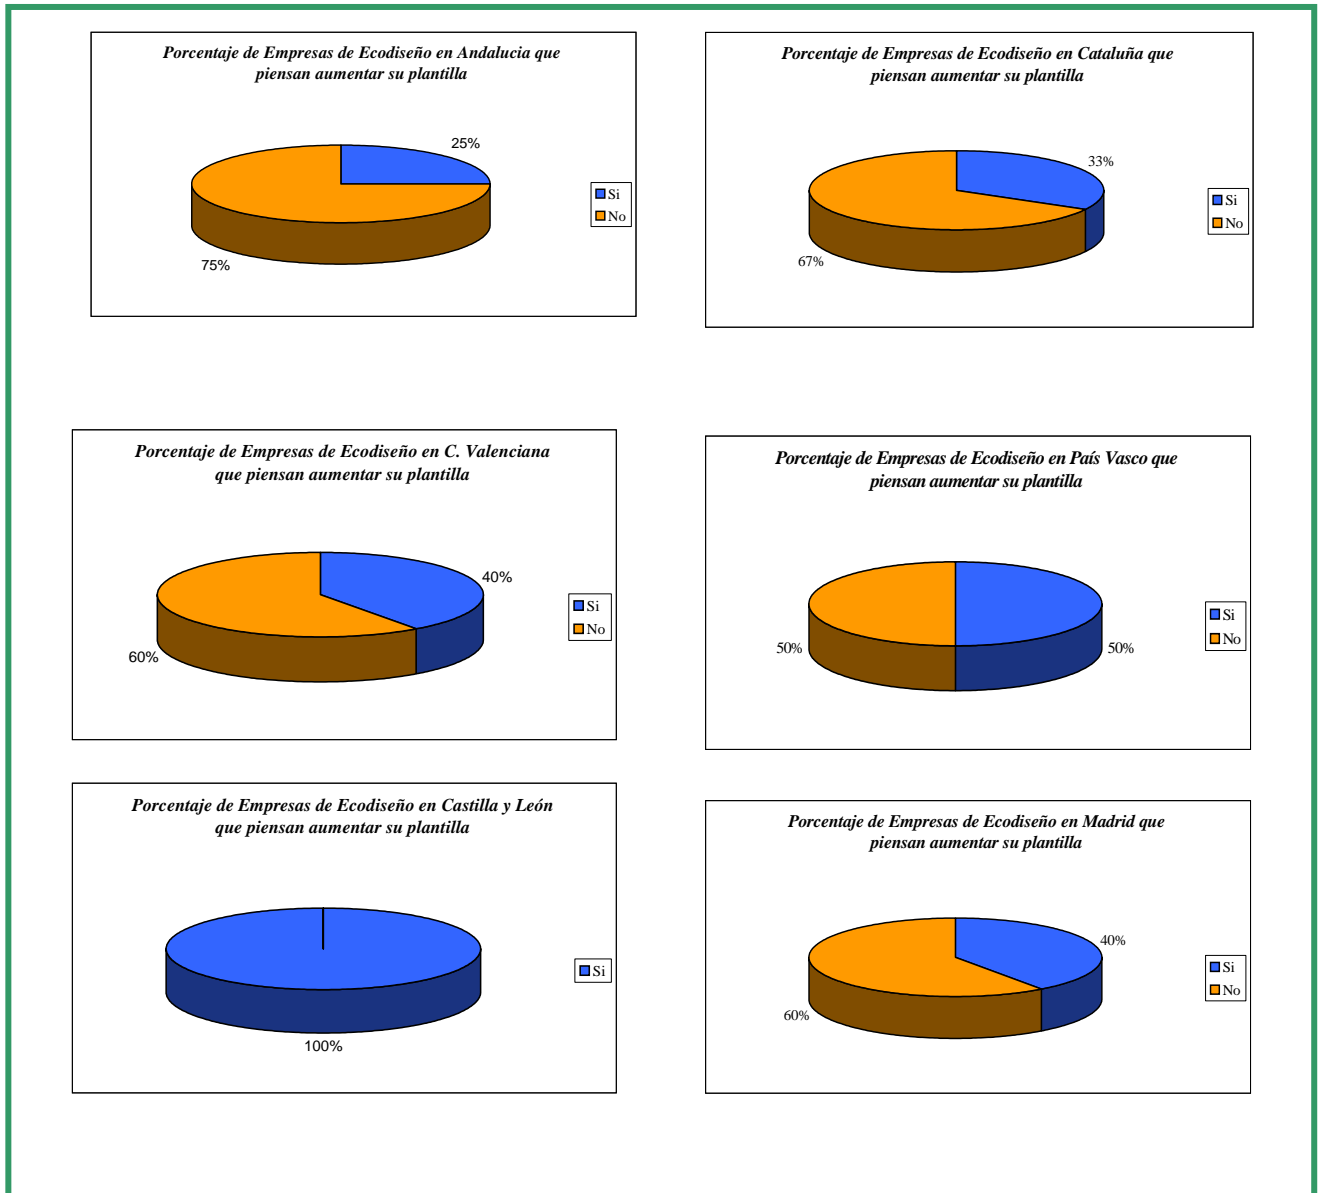 Porcentaje de Empresas de Ecodiseño en Andalucia que
piensan aumentar su plantilla
25%
75%
Si
No
Porcentaje de Empresas de Ecodiseño en Cataluña que
piensan aumentar su plantilla
33%
67%
Si
No
Porcentaje de Empresas de Ecodiseño en C. Valenciana
que piensan aumentar su plantilla
40%
60%
Si
No
Porcentaje de Empresas de Ecodiseño en País Vasco que
piensan aumentar su plantilla
50%
50%
Si
No
Porcentaje de Empresas de Ecodiseño en Castilla y León
que piensan aumentar su plantilla
100%
Si
Porcentaje de Empresas de Ecodiseño en Madrid que
piensan aumentar su plantilla
40%
60%
Si
No